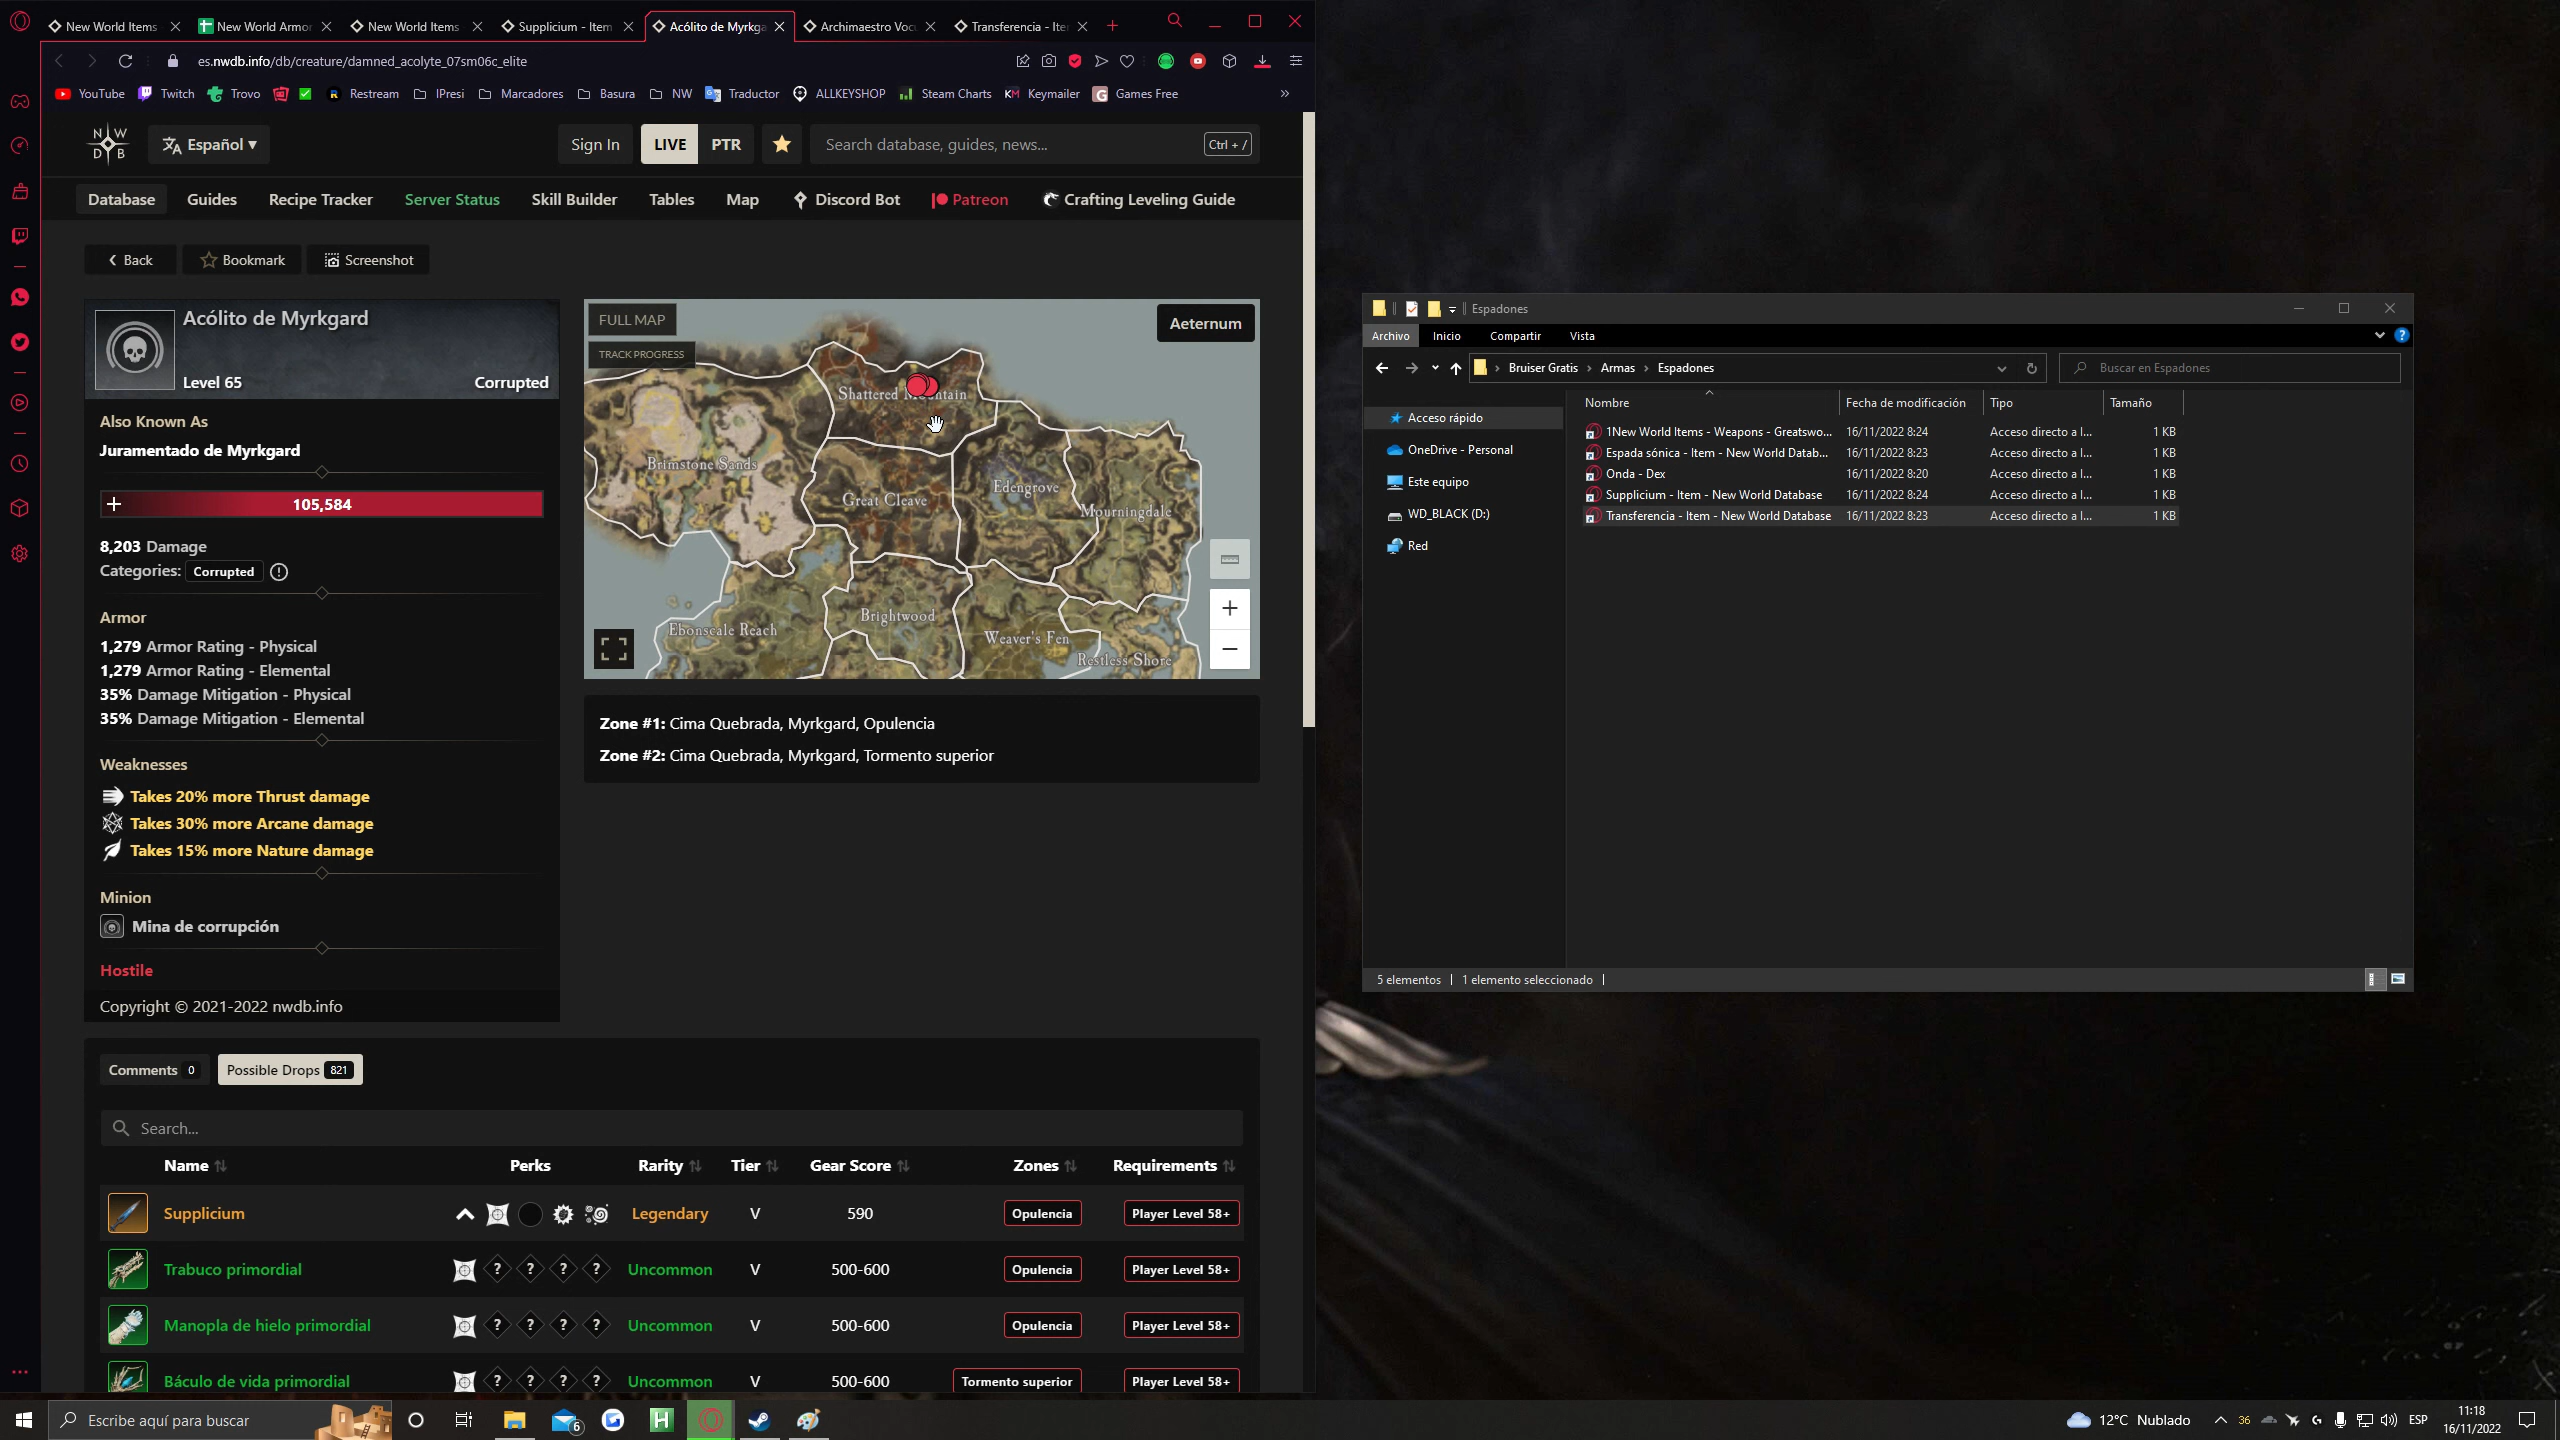 New World Items
New World Armor
New World Items
Supplicium - Item
Acólito de Myrkga
Archimaestro Voc
Transferencia - Ite
es.nwdb.info/db/creature/damned_acolyte_07sm06c_elite
YouTube
Twitch
Trovo
Restream
IPresi
Marcadores
Basura
NW
Traductor
ALLKEYSHOP
Steam Charts
Keymailer
Games Free
»
N W
D B
Español ▾
Sign In
LIVE
PTR
Search database, guides, news...
Ctrl + /
Database
Guides
Recipe Tracker
Server Status
Skill Builder
Tables
Map
Discord Bot
Patreon
Crafting Leveling Guide
Back
Bookmark
Screenshot
Acólito de Myrkgard
Level 65
Corrupted
Also Known As
Juramentado de Myrkgard
105,584
8,203 Damage
Categories: Corrupted
Armor
1,279 Armor Rating - Physical
1,279 Armor Rating - Elemental
35% Damage Mitigation - Physical
35% Damage Mitigation - Elemental
Weaknesses
Takes 20% more Thrust damage
Takes 30% more Arcane damage
Takes 15% more Nature damage
Minion
Mina de corrupción
Hostile
Copyright © 2021-2022 nwdb.info
FULL MAP
TRACK PROGRESS
Aeternum
Shattered Mountain
Brimstone Sands
Great Cleave
Edengrove
Mourningdale
Ebonscale Reach
Brightwood
Weaver's Fen
Restless Shore
Zone #1: Cima Quebrada, Myrkgard, Opulencia
Zone #2: Cima Quebrada, Myrkgard, Tormento superior
Comments 0
Possible Drops 821
Search...
Name
Perks
Rarity
Tier
Gear Score
Zones
Requirements
Supplicium
Legendary
V
590
Opulencia
Player Level 58+
Trabuco primordial
? ? ? ?
Uncommon
V
500-600
Opulencia
Player Level 58+
Manopla de hielo primordial
? ? ? ?
Uncommon
V
500-600
Opulencia
Player Level 58+
Báculo de vida primordial
? ? ? ?
Uncommon
V
500-600
Tormento superior
Player Level 58+
Espadones
Archivo
Inicio
Compartir
Vista
Bruiser Gratis
Armas
Espadones
Buscar en Espadones
Acceso rápido
OneDrive - Personal
Este equipo
WD_BLACK (D:)
Red
Nombre
Fecha de modificación
Tipo
Tamaño
1New World Items - Weapons - Greatswo...
16/11/2022 8:24
Acceso directo a I...
1 KB
Espada sónica - Item - New World Datab...
16/11/2022 8:23
Acceso directo a I...
1 KB
Onda - Dex
16/11/2022 8:20
Acceso directo a I...
1 KB
Supplicium - Item - New World Database
16/11/2022 8:24
Acceso directo a I...
1 KB
Transferencia - Item - New World Database
16/11/2022 8:23
Acceso directo a I...
1 KB
5 elementos
1 elemento seleccionado
Escribe aquí para buscar
6
H
12°C Nublado
36
ESP
11:18
16/11/2022